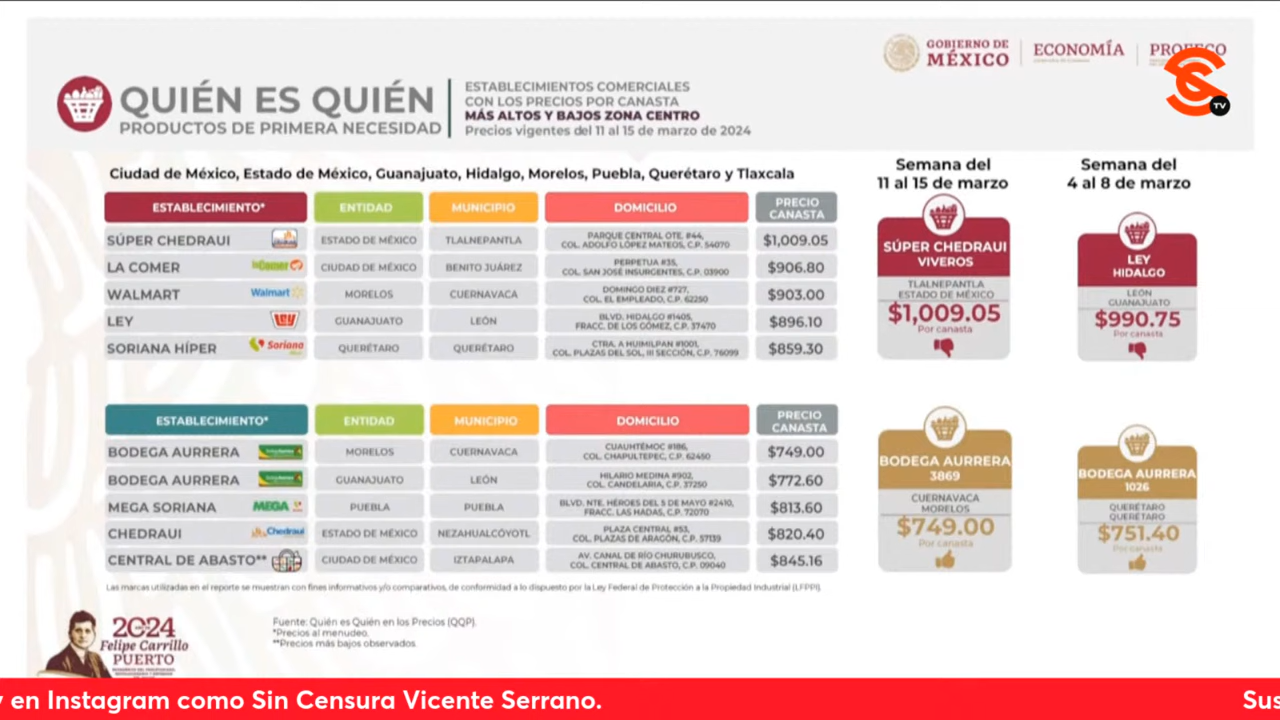 GOBIERNO DE
MÉXICO
ECONOMÍA
PROFECO
TV
QUIÉN ES QUIÉN
PRODUCTOS DE PRIMERA NECESIDAD
ESTABLECIMIENTOS COMERCIALES
CON LOS PRECIOS POR CANASTA
MÁS ALTOS Y BAJOS ZONA CENTRO
Precios vigentes del 11 al 15 de marzo de 2024
Ciudad de México, Estado de México, Guanajuato, Hidalgo, Morelos, Puebla, Querétaro y Tlaxcala
ESTABLECIMIENTO* ENTIDAD MUNICIPIO DOMICILIO PRECIO CANASTA
SÚPER CHEDRAUI ESTADO DE MÉXICO TLALNEPANTLA PARQUE CENTRAL OTE. #44, COL. ADOLFO LÓPEZ MATEOS, C.P. 54070 $1,009.05
LA COMER laComer CIUDAD DE MÉXICO BENITO JUÁREZ PERPETUA #35, COL. SAN JOSÉ INSURGENTES, C.P. 03900 $906.80
WALMART Walmart MORELOS CUERNAVACA DOMINGO DIEZ #727, COL. EL EMPLEADO, C.P. 62250 $903.00
LEY LEY GUANAJUATO LEÓN BLVD. HIDALGO #1405, FRACC. DE LOS GÓMEZ, C.P. 37470 $896.10
SORIANA HÍPER Soriana QUERÉTARO QUERÉTARO CTRA. A HUIMILPAN #1001, COL. PLAZAS DEL SOL, III SECCIÓN, C.P. 76099 $859.30
Semana del
11 al 15 de marzo
SÚPER CHEDRAUI
VIVEROS
TLALNEPANTLA
ESTADO DE MÉXICO
$1,009.05
Por canasta
Semana del
4 al 8 de marzo
LEY
HIDALGO
LEÓN
GUANAJUATO
$990.75
Por canasta
ESTABLECIMIENTO* ENTIDAD MUNICIPIO DOMICILIO PRECIO CANASTA
BODEGA AURRERA MORELOS CUERNAVACA CUAUHTÉMOC #186, COL. CHAPULTEPEC, C.P. 62450 $749.00
BODEGA AURRERA GUANAJUATO LEÓN HILARIO MEDINA #902, COL. CANDELARIA, C.P. 37250 $772.60
MEGA SORIANA MEGA PUEBLA PUEBLA BLVD. NTE. HÉROES DEL 5 DE MAYO #2410, FRACC. LAS HADAS, C.P. 72070 $813.60
CHEDRAUI Chedraui ESTADO DE MÉXICO NEZAHUALCÓYOTL PLAZA CENTRAL #53, COL. PLAZAS DE ARAGÓN, C.P. 57139 $820.40
CENTRAL DE ABASTO** CIUDAD DE MÉXICO IZTAPALAPA AV. CANAL DE RÍO CHURUBUSCO, COL. CENTRAL DE ABASTO, C.P. 09040 $845.16
BODEGA AURRERA
3869
CUERNAVACA
MORELOS
$749.00
Por canasta
BODEGA AURRERA
1026
QUERÉTARO
QUERÉTARO
$751.40
Por canasta
Las marcas utilizadas en el reporte se muestran con fines informativos y/o comparativos, de conformidad a lo dispuesto por la Ley Federal de Protección a la Propiedad Industrial (LFPPI).
2024
Felipe Carrillo
PUERTO
Fuente: Quién es Quién en los Precios (QQP).
*Precios al menudeo.
**Precios más bajos observados.
y en Instagram como Sin Censura Vicente Serrano. Sus